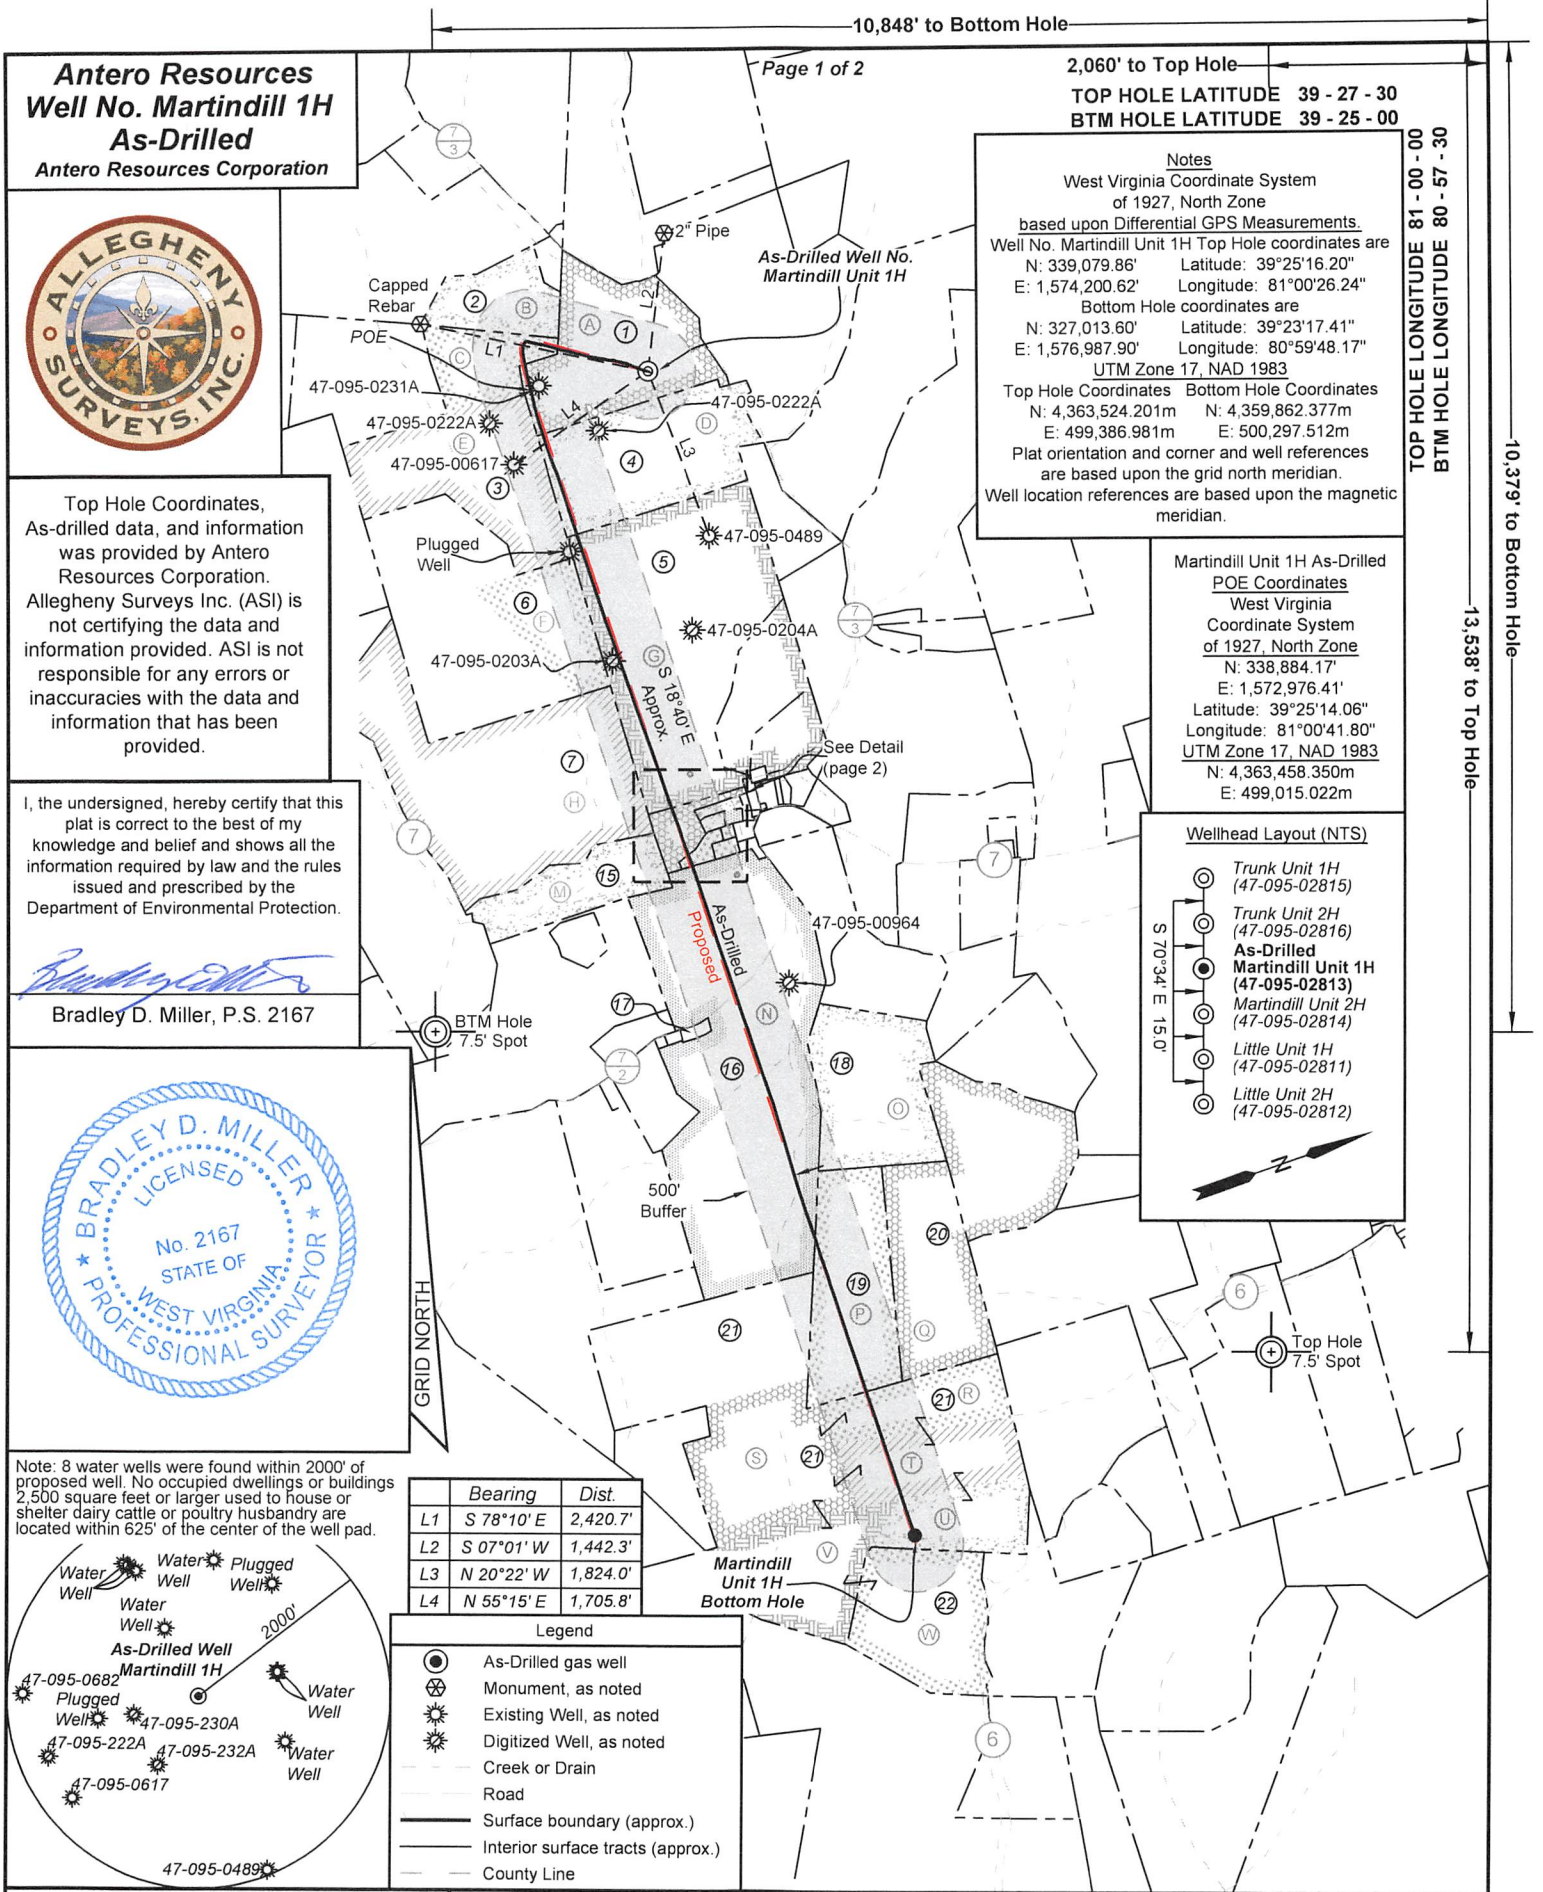 10,848' to Bottom Hole
Antero Resources
Well No. Martindill 1H
As-Drilled
Antero Resources Corporation
Page 1 of 2
2,060' to Top Hole
TOP HOLE LATITUDE 39 - 27 - 30
BTM HOLE LATITUDE 39 - 25 - 00
TOP HOLE LONGITUDE 81 - 00 - 00
BTM HOLE LONGITUDE 80 - 57 - 30
10,379' to Bottom Hole
13,538' to Top Hole
Notes
West Virginia Coordinate System
of 1927, North Zone
based upon Differential GPS Measurements.
Well No. Martindill Unit 1H Top Hole coordinates are
N: 339,079.86' Latitude: 39°25'16.20"
E: 1,574,200.62' Longitude: 81°00'26.24"
Bottom Hole coordinates are
N: 327,013.60' Latitude: 39°23'17.41"
E: 1,576,987.90' Longitude: 80°59'48.17"
UTM Zone 17, NAD 1983
Top Hole Coordinates Bottom Hole Coordinates
N: 4,363,524.201m N: 4,359,862.377m
E: 499,386.981m E: 500,297.512m
Plat orientation and corner and well references
are based upon the grid north meridian.
Well location references are based upon the magnetic
meridian.
ALLEGHENY
SURVEYS, INC.
Top Hole Coordinates,
As-drilled data, and information
was provided by Antero
Resources Corporation.
Allegheny Surveys Inc. (ASI) is
not certifying the data and
information provided. ASI is not
responsible for any errors or
inaccuracies with the data and
information that has been
provided.
I, the undersigned, hereby certify that this
plat is correct to the best of my
knowledge and belief and shows all the
information required by law and the rules
issued and prescribed by the
Department of Environmental Protection.
Bradley D. Miller, P.S. 2167
BRADLEY D. MILLER
LICENSED
No. 2167
STATE OF
WEST VIRGINIA
PROFESSIONAL SURVEYOR
GRID NORTH
Martindill Unit 1H As-Drilled
POE Coordinates
West Virginia
Coordinate System
of 1927, North Zone
N: 338,884.17'
E: 1,572,976.41'
Latitude: 39°25'14.06"
Longitude: 81°00'41.80"
UTM Zone 17, NAD 1983
N: 4,363,458.350m
E: 499,015.022m
Wellhead Layout (NTS)
Trunk Unit 1H
(47-095-02815)
Trunk Unit 2H
(47-095-02816)
As-Drilled
Martindill Unit 1H
(47-095-02813)
Martindill Unit 2H
(47-095-02814)
Little Unit 1H
(47-095-02811)
Little Unit 2H
(47-095-02812)
S 70°34' E 15.0'
N
7
3
2" Pipe
As-Drilled Well No.
Martindill Unit 1H
Capped
Rebar
POE
2
B
A
1
L2
L1
C
47-095-0231A
47-095-0222A
L4
47-095-0222A
D
E
47-095-00617
4
L3
3
47-095-0489
Plugged
Well
5
6
F
7
3
47-095-0204A
47-095-0203A
G
S 18°40' E
Approx.
See Detail
(page 2)
7
H
7
7
15
M
As-Drilled
Proposed
47-095-00964
17
N
BTM Hole
7.5' Spot
7
2
16
18
O
500'
Buffer
20
19
P
Q
6
21
Top Hole
7.5' Spot
21
R
S
21
T
U
V
Martindill
Unit 1H
Bottom Hole
22
W
6
Note: 8 water wells were found within 2000' of
proposed well. No occupied dwellings or buildings
2,500 square feet or larger used to house or
shelter dairy cattle or poultry husbandry are
located within 625' of the center of the well pad.
Water
Well
Water
Well
Plugged
Well
Water
Well
2000'
As-Drilled Well
Martindill 1H
47-095-0682
Plugged
Well
47-095-230A
Water
Well
47-095-222A
47-095-232A
Water
Well
47-095-0617
47-095-0489
Bearing Dist.
L1 S 78°10' E 2,420.7'
L2 S 07°01' W 1,442.3'
L3 N 20°22' W 1,824.0'
L4 N 55°15' E 1,705.8'
Legend
As-Drilled gas well
Monument, as noted
Existing Well, as noted
Digitized Well, as noted
Creek or Drain
Road
Surface boundary (approx.)
Interior surface tracts (approx.)
County Line